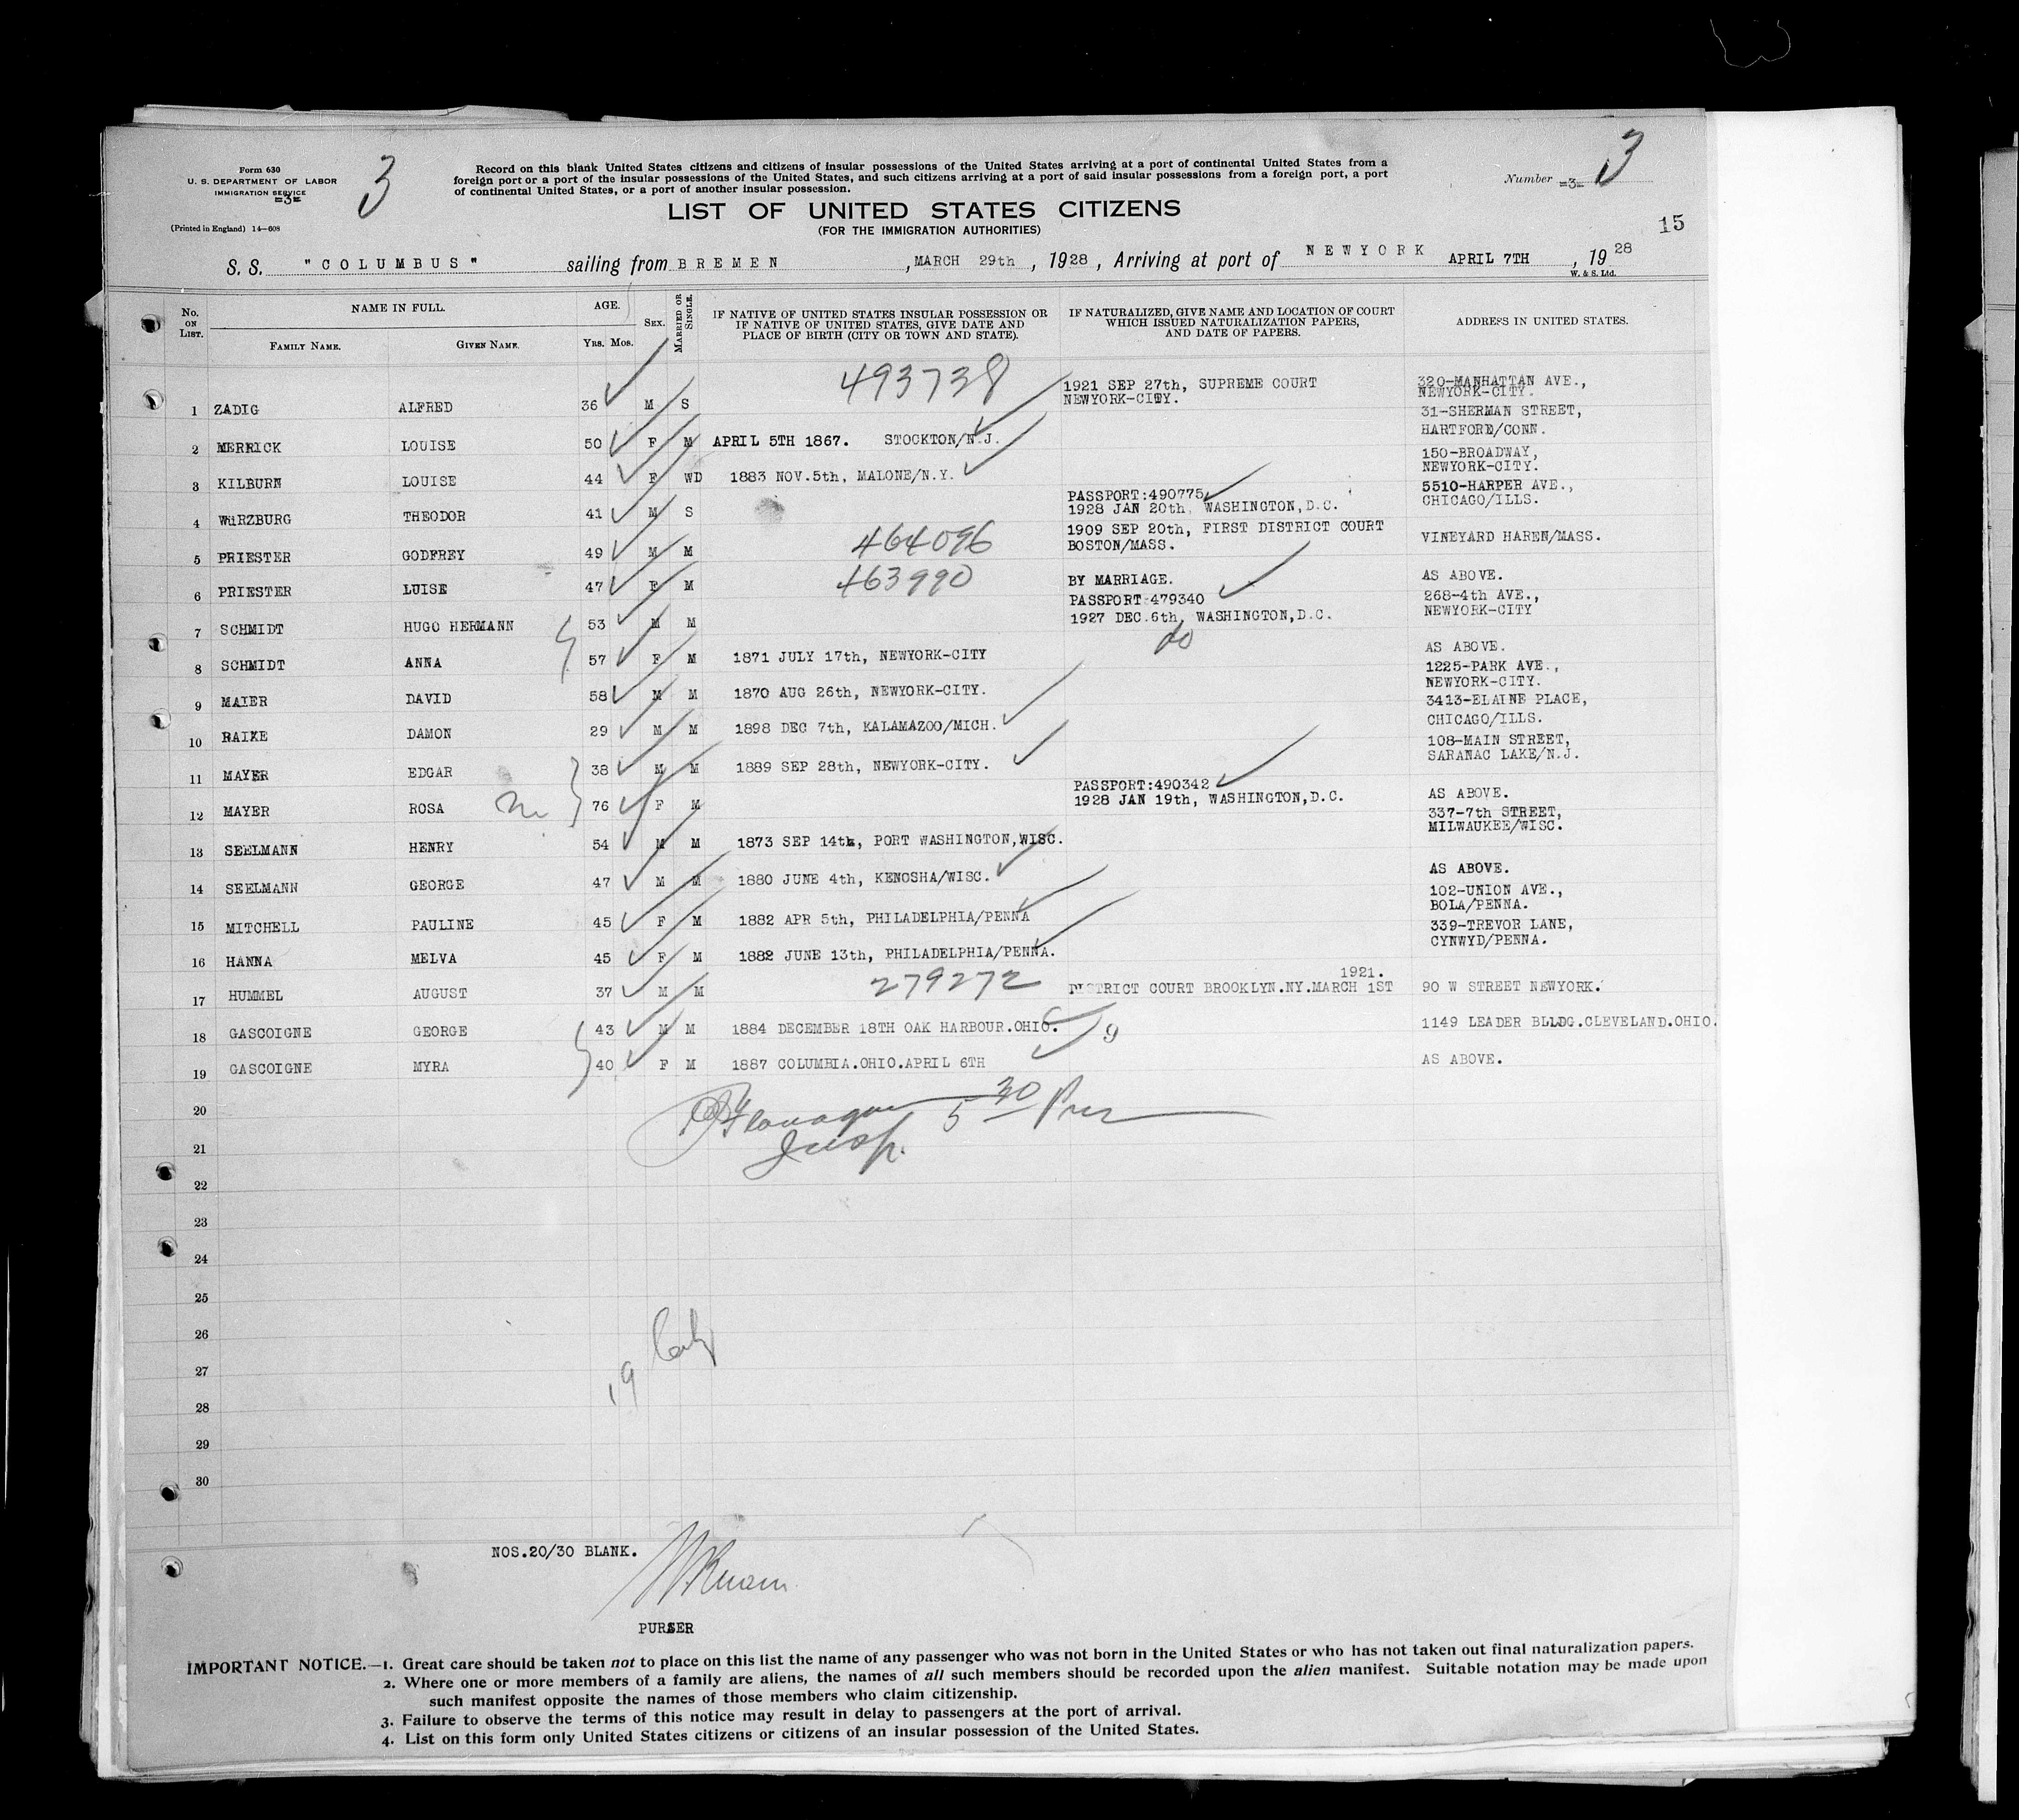 Form 630
U. S. DEPARTMENT OF LABOR
IMMIGRATION SERVICE
=3=
(Printed in England) 14—608
3
Record on this blank United States citizens and citizens of insular possessions of the United States arriving at a port of continental United States from a
foreign port or a port of the insular possessions of the United States, and such citizens arriving at a port of said insular possessions from a foreign port, a port
of continental United States, or a port of another insular possession.
Number =3= 3
LIST OF UNITED STATES CITIZENS
(FOR THE IMMIGRATION AUTHORITIES)
15
S. S. "COLUMBUS" sailing from BREMEN , MARCH 29th , 1928 , Arriving at port of NEWYORK APRIL 7TH , 1928
W. & S. Ltd.
No. ON LIST. NAME IN FULL. FAMILY NAME. GIVEN NAME. AGE. Yrs. Mos. SEX. MARRIED OR SINGLE. IF NATIVE OF UNITED STATES INSULAR POSSESSION OR IF NATIVE OF UNITED STATES, GIVE DATE AND PLACE OF BIRTH (CITY OR TOWN AND STATE). IF NATURALIZED, GIVE NAME AND LOCATION OF COURT WHICH ISSUED NATURALIZATION PAPERS, AND DATE OF PAPERS. ADDRESS IN UNITED STATES.
1 ZADIG ALFRED 36 M S 493738 1921 SEP 27th, SUPREME COURT NEWYORK-CITY. 320-MANHATTAN AVE., NEWYORK-CITY.
2 MERRICK LOUISE 50 F M APRIL 5TH 1867. STOCKTON/N.J. 31-SHERMAN STREET, HARTFORD/CONN.
3 KILBURN LOUISE 44 F WD 1883 NOV.5th, MALONE/N.Y. 150-BROADWAY, NEWYORK-CITY.
4 WüRZBURG THEODOR 41 M S PASSPORT:490775 1928 JAN 20th, WASHINGTON,D.C. 5510-HARPER AVE., CHICAGO/ILLS.
5 PRIESTER GODFREY 49 M M 464096 1909 SEP 20th, FIRST DISTRICT COURT BOSTON/MASS. VINEYARD HAREN/MASS.
6 PRIESTER LUISE 47 F M 463990 BY MARRIAGE. AS ABOVE.
7 SCHMIDT HUGO HERMANN 53 M M PASSPORT 479340 1927 DEC.6th, WASHINGTON,D.C. 268-4th AVE., NEWYORK-CITY
8 SCHMIDT ANNA 57 F M 1871 JULY 17th, NEWYORK-CITY do AS ABOVE.
9 MAIER DAVID 58 M M 1870 AUG 26th, NEWYORK-CITY. 1225-PARK AVE., NEWYORK-CITY.
10 RAIKE DAMON 29 M M 1898 DEC 7th, KALAMAZOO/MICH. 3413-ELAINE PLACE, CHICAGO/ILLS.
11 MAYER EDGAR 38 M M 1889 SEP 28th, NEWYORK-CITY. 108-MAIN STREET, SARANAC LAKE/N.J.
12 MAYER ROSA 76 F M PASSPORT:490342 1928 JAN 19th, WASHINGTON,D.C. AS ABOVE.
13 SEELMANN HENRY 54 M M 1873 SEP 14th, PORT WASHINGTON,WISC. 337-7th STREET, MILWAUKEE/WISC.
14 SEELMANN GEORGE 47 M M 1880 JUNE 4th, KENOSHA/WISC. AS ABOVE.
15 MITCHELL PAULINE 45 F M 1882 APR 5th, PHILADELPHIA/PENNA 102-UNION AVE., BOLA/PENNA.
16 HANNA MELVA 45 F M 1882 JUNE 13th, PHILADELPHIA/PENNA. 339-TREVOR LANE, CYNWYD/PENNA.
17 HUMMEL AUGUST 37 M M 279272 DISTRICT COURT BROOKLYN.NY.MARCH 1ST 1921. 90 W STREET NEWYORK.
18 GASCOIGNE GEORGE 43 M M 1884 DECEMBER 18TH OAK HARBOUR.OHIO. 9 1149 LEADER BLLDG.CLEVELAND.OHIO.
19 GASCOIGNE MYRA 40 F M 1887 COLUMBIA.OHIO.APRIL 6TH AS ABOVE.
20 Flanagan 5 30 Pm
21 Insp.
22
23
24
25
26
27 19
28
29
30
NOS.20/30 BLANK.
PURSER
IMPORTANT NOTICE.—1. Great care should be taken not to place on this list the name of any passenger who was not born in the United States or who has not taken out final naturalization papers.
2. Where one or more members of a family are aliens, the names of all such members should be recorded upon the alien manifest. Suitable notation may be made upon
such manifest opposite the names of those members who claim citizenship.
3. Failure to observe the terms of this notice may result in delay to passengers at the port of arrival.
4. List on this form only United States citizens or citizens of an insular possession of the United States.